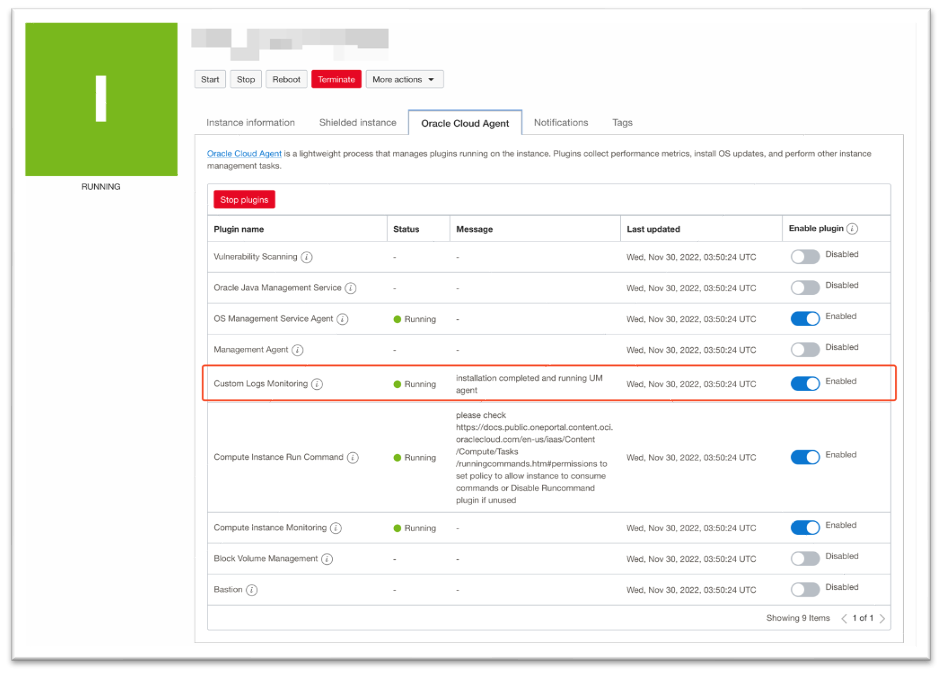 I
RUNNING
Start Stop Reboot Terminate More actions
Instance information Shielded instance Oracle Cloud Agent Notifications Tags
Oracle Cloud Agent is a lightweight process that manages plugins running on the instance. Plugins collect performance metrics, install OS updates, and perform other instance
management tasks.
Stop plugins
Plugin name Status Message Last updated Enable plugin i
Vulnerability Scanning i - - Wed, Nov 30, 2022, 03:50:24 UTC Disabled
Oracle Java Management Service i - - Wed, Nov 30, 2022, 03:50:24 UTC Disabled
OS Management Service Agent i Running - Wed, Nov 30, 2022, 03:50:24 UTC Enabled
Management Agent i - - Wed, Nov 30, 2022, 03:50:24 UTC Disabled
Custom Logs Monitoring i Running installation completed and running UM
agent Wed, Nov 30, 2022, 03:50:24 UTC Enabled
Compute Instance Run Command i Running please check
https://docs.public.oneportal.content.oci.
oraclecloud.com/en-us/iaas/Content
/Compute/Tasks
/runningcommands.htm#permissions to
set policy to allow instance to consume
commands or Disable Runcommand
plugin if unused Wed, Nov 30, 2022, 03:50:24 UTC Enabled
Compute Instance Monitoring i Running - Wed, Nov 30, 2022, 03:50:24 UTC Enabled
Block Volume Management i - - Wed, Nov 30, 2022, 03:50:24 UTC Disabled
Bastion i - - Wed, Nov 30, 2022, 03:50:24 UTC Disabled
Showing 9 Items < 1 of 1 >